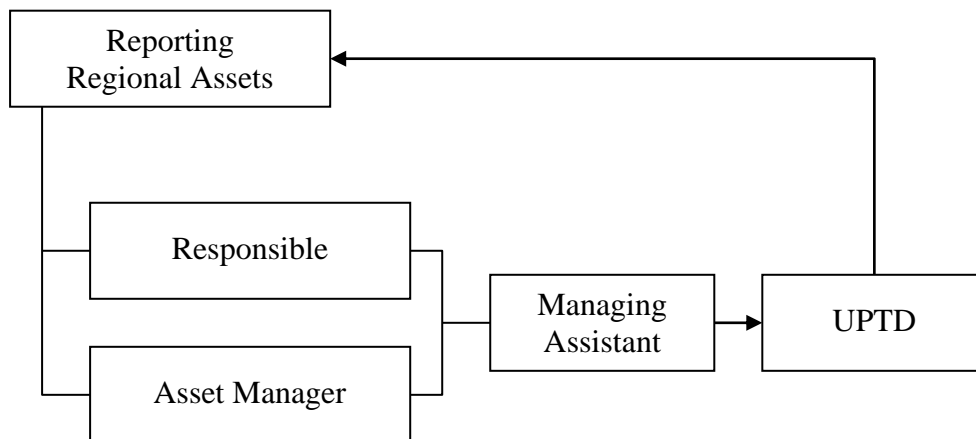 Reporting
Regional Assets
Responsible
Asset Manager
Managing
Assistant
UPTD